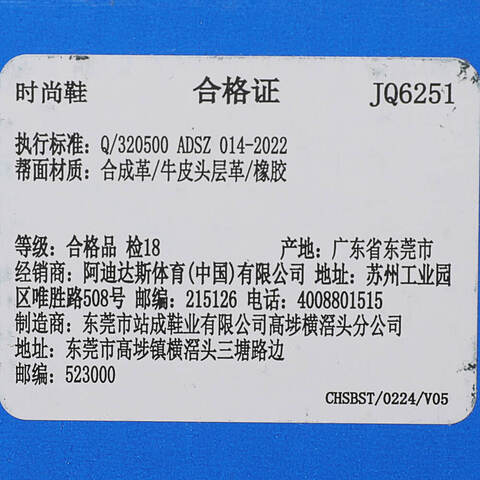 时尚鞋 合格证 JQ6251
执行标准：Q/320500 ADSZ 014-2022
帮面材质：合成革/牛皮头层革/橡胶
等级：合格品 检18 产地：广东省东莞市
经销商：阿迪达斯体育(中国)有限公司 地址：苏州工业园
区唯胜路508号 邮编：215126 电话：4008801515
制造商：东莞市站成鞋业有限公司高埗横滘头分公司
地址：东莞市高埗镇横滘头三塘路边
邮编：523000
CHSBST/0224/V05